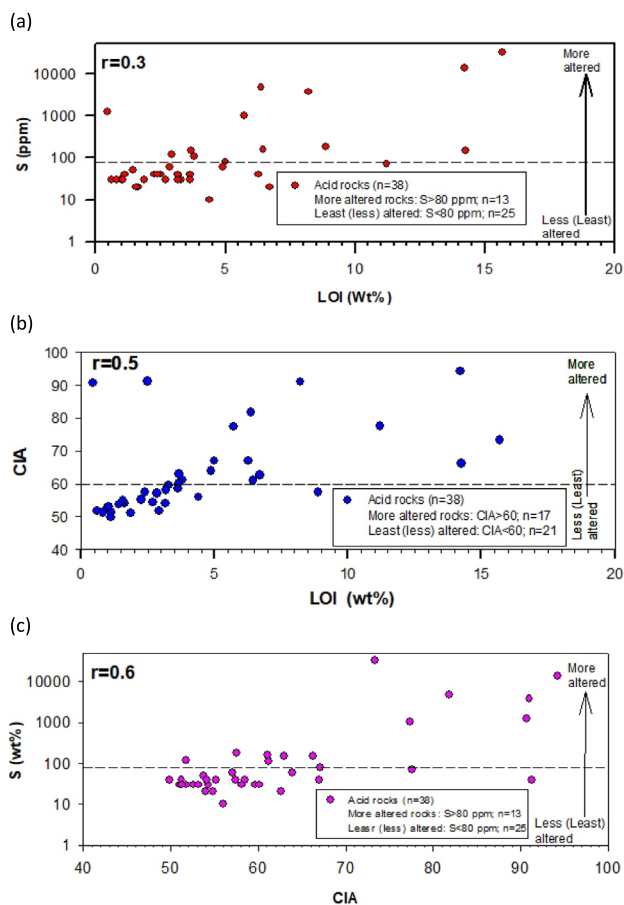 (a)
r=0.3
More
altered
10000
1000
100
10
1
S (ppm)
Acid rocks (n=38)
More altered rocks: S>80 ppm; n=13
Least (less) altered: S<80 ppm; n=25
Less (Least)
altered
0 5 10 15 20
LOI (Wt%)
(b)
r=0.5
More
altered
100
90
80
70
60
50
40
CIA
Acid rocks (n=38)
More altered rocks: CIA>60; n=17
Least (less) altered: CIA<60; n=21
Less (Least)
altered
0 5 10 15 20
LOI (wt%)
(c)
r=0.6
More
altered
10000
1000
100
10
1
S (wt%)
Acid rocks (n=38)
More altered rocks: S>80 ppm; n=13
Leasr (less) altered: S<80 ppm; n=25
Less (Least)
altered
40 50 60 70 80 90 100
CIA